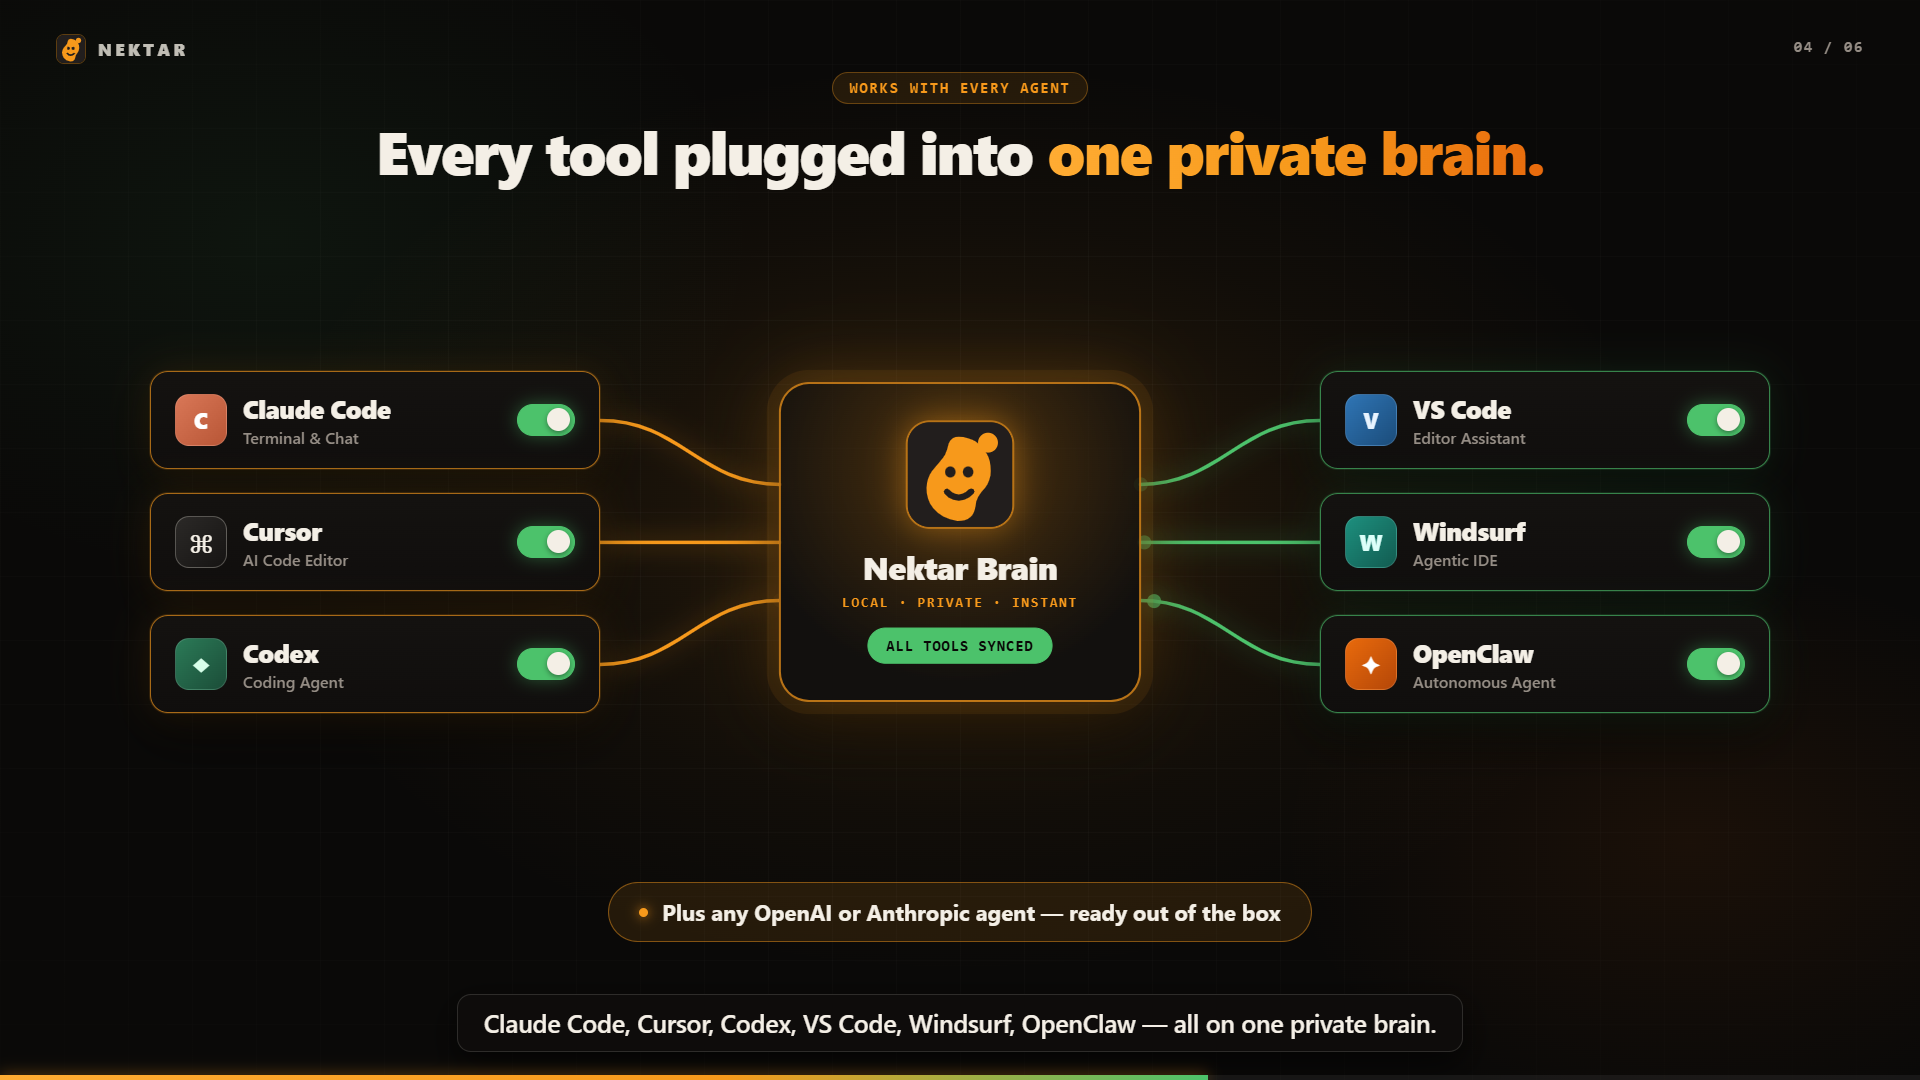 NEKTAR
04 / 06
WORKS WITH EVERY AGENT
Every tool plugged into one private brain.
C
Claude Code
Terminal & Chat
⌘
Cursor
AI Code Editor
Codex
Coding Agent
Nektar Brain
LOCAL · PRIVATE · INSTANT
ALL TOOLS SYNCED
V
VS Code
Editor Assistant
W
Windsurf
Agentic IDE
OpenClaw
Autonomous Agent
Plus any OpenAI or Anthropic agent — ready out of the box
Claude Code, Cursor, Codex, VS Code, Windsurf, OpenClaw — all on one private brain.